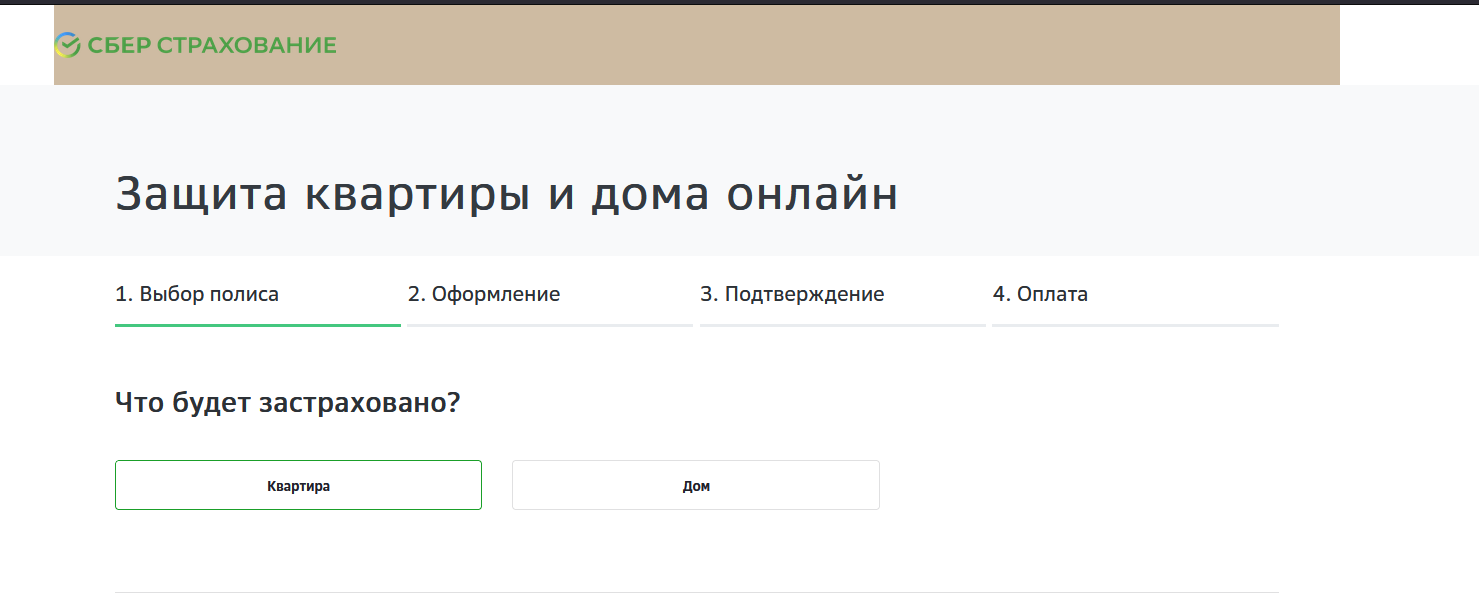 СБЕР СТРАХОВАНИЕ
Защита квартиры и дома онлайн
1. Выбор полиса 2. Оформление 3. Подтверждение 4. Оплата
Что будет застраховано?
Квартира Дом